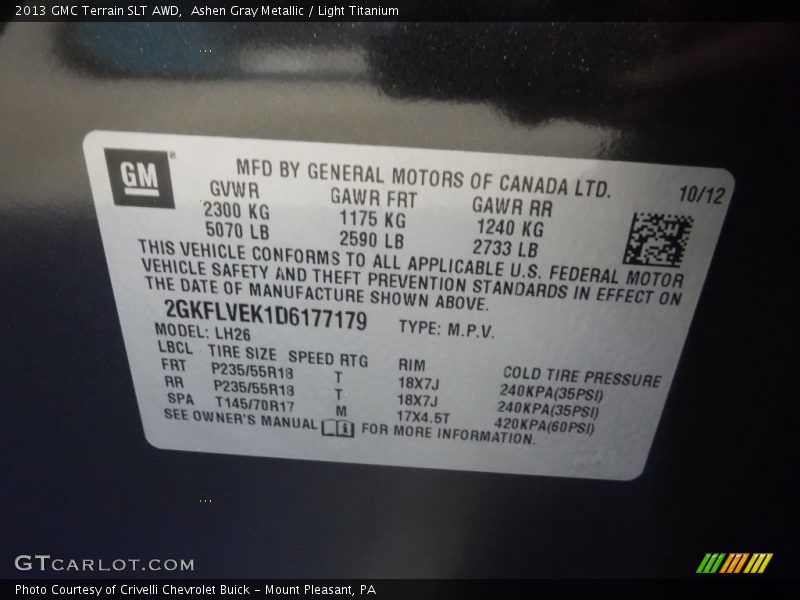 2013 GMC Terrain SLT AWD,  Ashen Gray Metallic / Light Titanium
GM
MFD BY GENERAL MOTORS OF CANADA LTD. 10/12
GVWR GAWR FRT GAWR RR
2300 KG 1175 KG 1240 KG
5070 LB 2590 LB 2733 LB
THIS VEHICLE CONFORMS TO ALL APPLICABLE U.S. FEDERAL MOTOR
VEHICLE SAFETY AND THEFT PREVENTION STANDARDS IN EFFECT ON
THE DATE OF MANUFACTURE SHOWN ABOVE.
2GKFLVEK1D6177179 TYPE: M.P.V.
MODEL: LH26
LBCL TIRE SIZE SPEED RTG RIM COLD TIRE PRESSURE
FRT P235/55R18 T 18X7J 240KPA(35PSI)
RR P235/55R18 T 18X7J 240KPA(35PSI)
SPA T145/70R17 M 17X4.5T 420KPA(60PSI)
SEE OWNER'S MANUAL FOR MORE INFORMATION.
GTCARLOT.COM
Photo Courtesy of Crivelli Chevrolet Buick – Mount Pleasant, PA